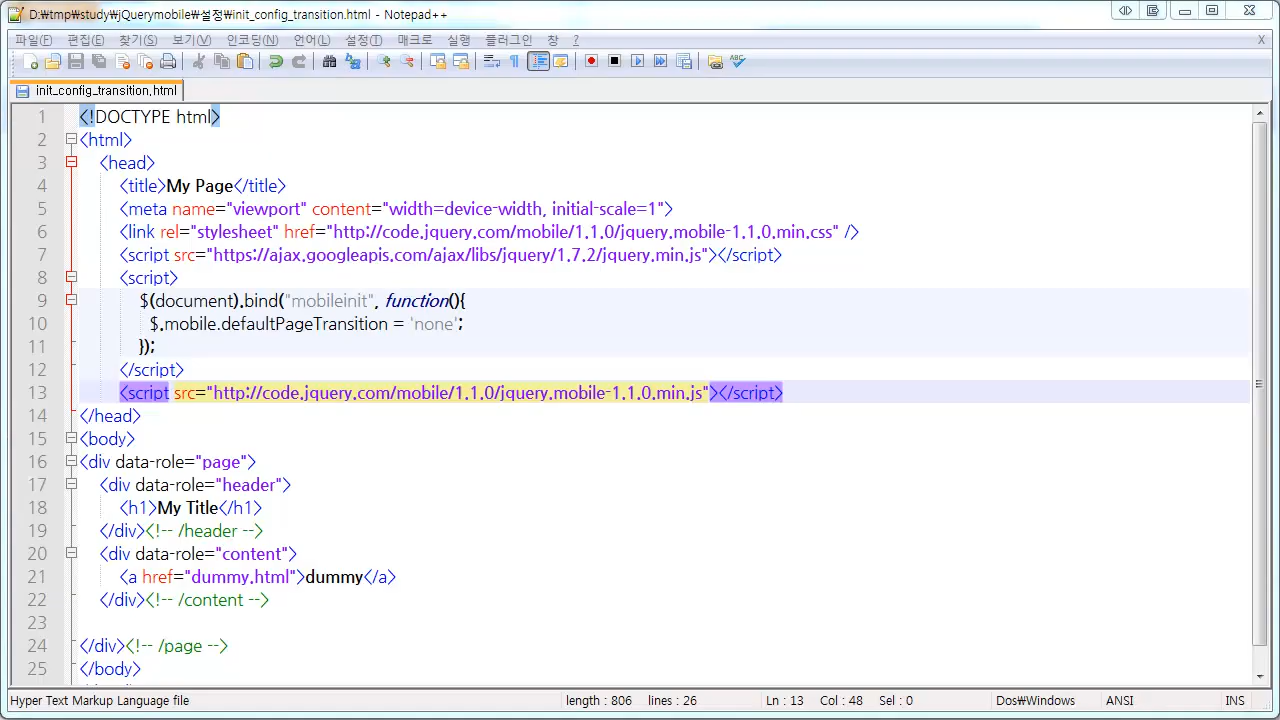 D:\tmp\study\jQuerymobile\설정\init_config_transition.html - Notepad++
파일(F) 편집(E) 찾기(S) 보기(V) 인코딩(N) 언어(L) 설정(T) 매크로 실행 플러그인 창 ? X
init_config_transition.html
1 <!DOCTYPE html>
2 <html>
3 <head>
4 <title>My Page</title>
5 <meta name="viewport" content="width=device-width, initial-scale=1">
6 <link rel="stylesheet" href="http://code.jquery.com/mobile/1.1.0/jquery.mobile-1.1.0.min.css" />
7 <script src="https://ajax.googleapis.com/ajax/libs/jquery/1.7.2/jquery.min.js"></script>
8 <script>
9 $(document).bind("mobileinit", function(){
10 $.mobile.defaultPageTransition = 'none';
11 });
12 </script>
13 <script src="http://code.jquery.com/mobile/1.1.0/jquery.mobile-1.1.0.min.js"></script>
14 </head>
15 <body>
16 <div data-role="page">
17 <div data-role="header">
18 <h1>My Title</h1>
19 </div><!-- /header -->
20 <div data-role="content">
21 <a href="dummy.html">dummy</a>
22 </div><!-- /content -->
23
24 </div><!-- /page -->
25 </body>
Hyper Text Markup Language file length : 806 lines : 26 Ln : 13 Col : 48 Sel : 0 Dos\Windows ANSI INS